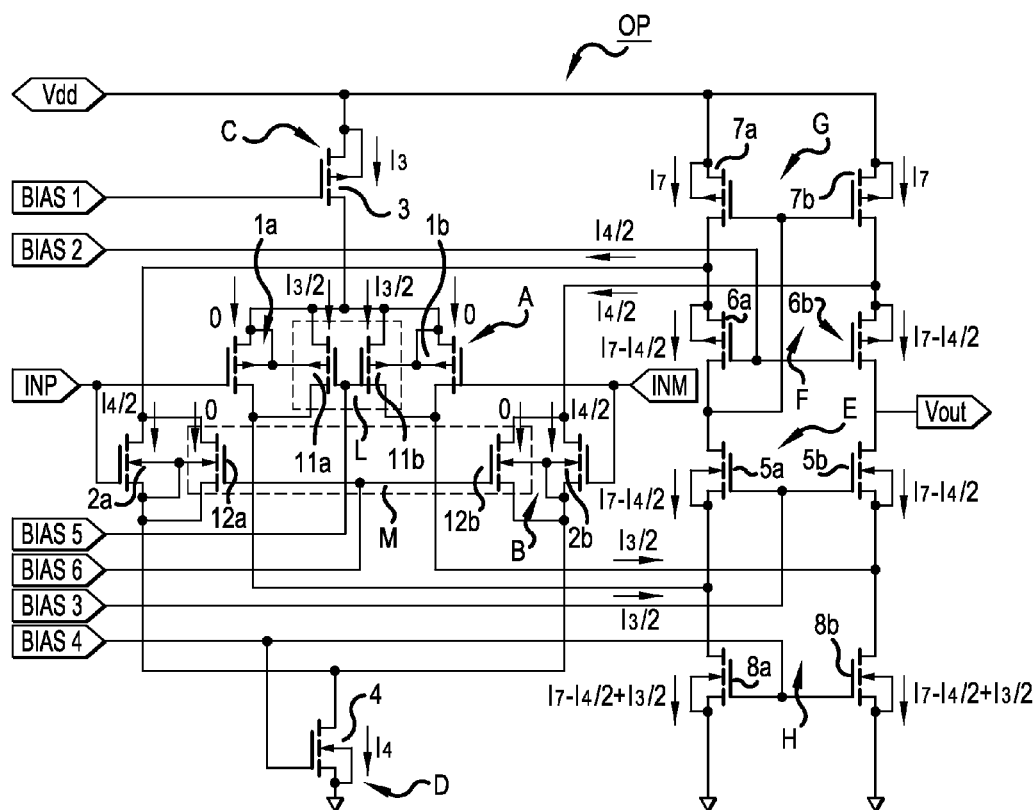 OP
Vdd
C
I3
7a
G
BIAS 1
3
I7
7b
I7
1a
1b
BIAS 2
I4/2
I3/2
I3/2
A
I4/2
6a
6b
0
0
I7-I4/2
I7-I4/2
INP
INM
F
Vout
I4/2
0
L
0
I4/2
E
11a
11b
5a
5b
2a
12a
M
12b
B
2b
I7-I4/2
I7-I4/2
BIAS 5
I3/2
BIAS 6
BIAS 3
I3/2
BIAS 4
8a
8b
4
I7-I4/2+I3/2
I7-I4/2+I3/2
I4
H
D